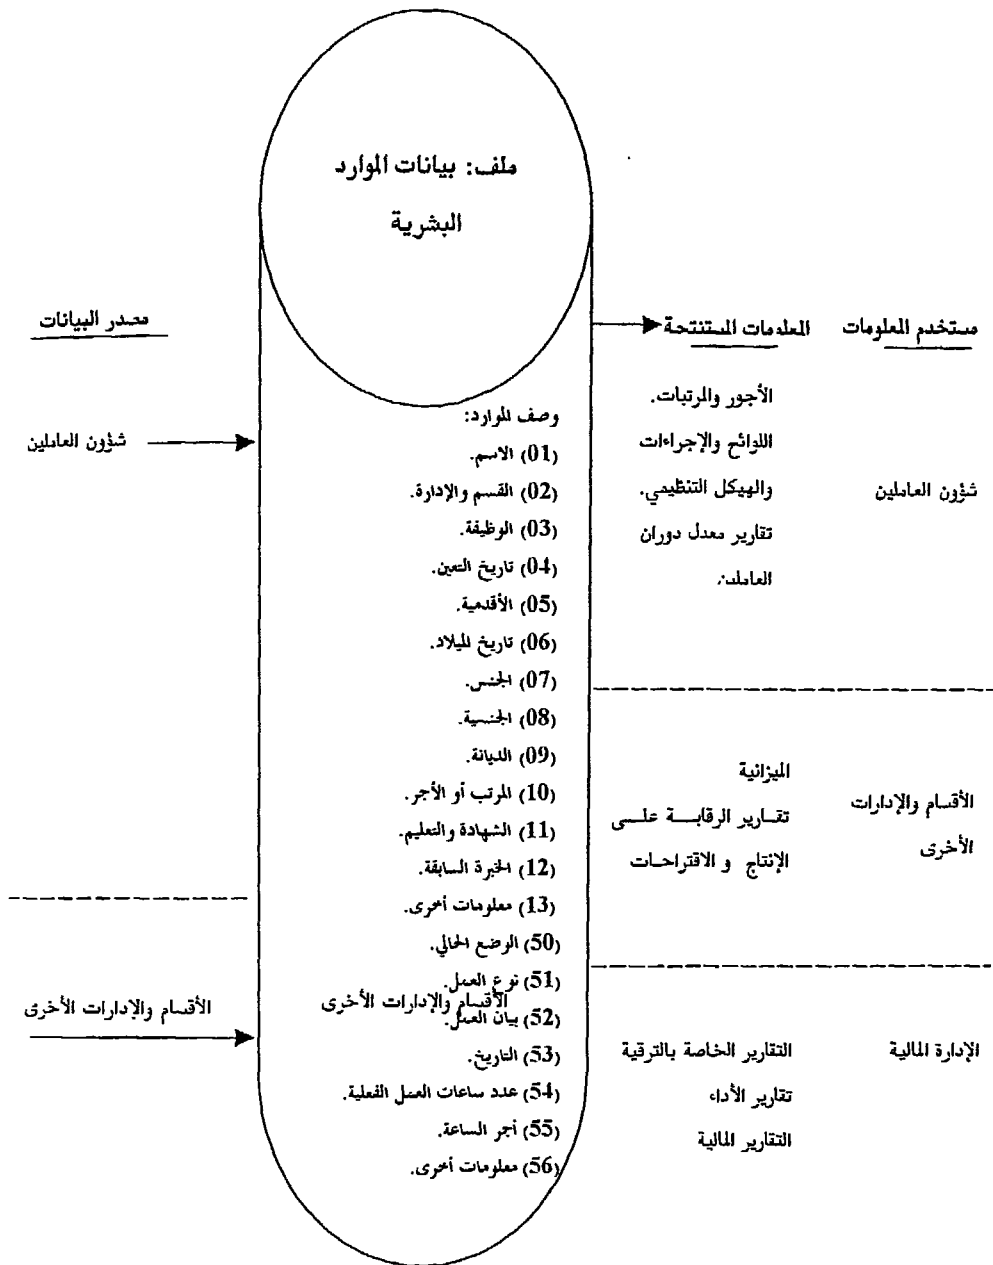 ملف: بيانات الموارد
البشرية
مستخدم المعلومات
المعلومات المستنتجة
مصدر البيانات
شؤون العاملين
الأجور والمرتبات.
اللوائح والإجراءات
والهيكل التنظيمي.
تقارير معدل دوران
العاملين
شؤون العاملين
وصف الموارد:
(01) الاسم.
(02) القسم والإدارة.
(03) الوظيفة.
(04) تاريخ التعين.
(05) الأقدمية.
(06) تاريخ الميلاد.
(07) الجنس.
(08) الجنسية.
(09) الديانة.
(10) المرتب أو الأجر.
(11) الشهادة والتعليم.
(12) الخبرة السابقة.
(13) معلومات أخرى.
(50) الوضع الحالي.
(51) نوع العمل.
الأقسام والإدارات الأخرى
(52) بيان العمل.
(53) التاريخ.
(54) عدد ساعات العمل الفعلية.
(55) أجر الساعة.
(56) معلومات أخرى.
الأقسام والإدارات
الأخرى
الميزانية
تقارير الرقابة على
الإنتاج و الاقتراحات
الأقسام والإدارات الأخرى
الإدارة المالية
التقارير الخاصة بالترقية
تقارير الأداء
التقارير المالية